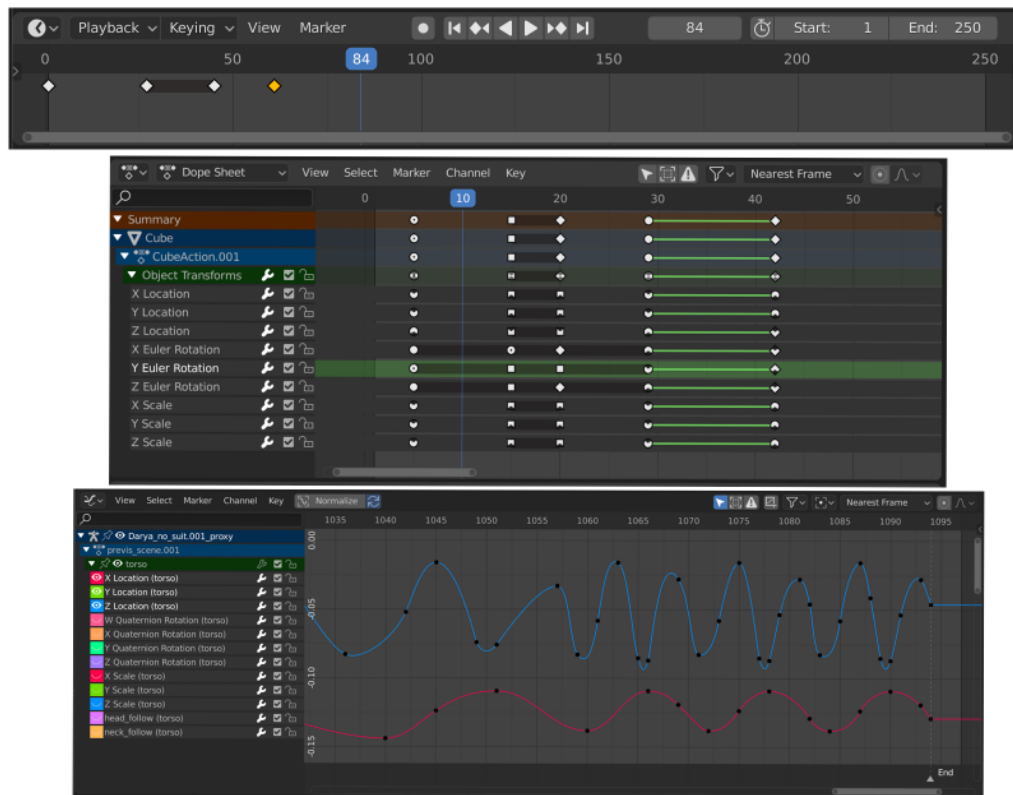 Playback Keying View Marker 84 Start: 1 End: 250
0 50 84 100 150 200 250
Dope Sheet View Select Marker Channel Key Nearest Frame
0 10 20 30 40 50
Summary
Cube
CubeAction.001
Object Transforms
X Location
Y Location
Z Location
X Euler Rotation
Y Euler Rotation
Z Euler Rotation
X Scale
Y Scale
Z Scale
View Select Marker Channel Key Normalize Nearest Frame
1035 1040 1045 1050 1055 1060 1065 1070 1075 1080 1085 1090 1095
Darya_no_suit.001_proxy
previs_scene.001
torso
X Location (torso)
Y Location (torso)
Z Location (torso)
W Quaternion Rotation (torso)
X Quaternion Rotation (torso)
Y Quaternion Rotation (torso)
Z Quaternion Rotation (torso)
X Scale (torso)
Y Scale (torso)
Z Scale (torso)
head_follow (torso)
neck_follow (torso)
0.00
-0.05
-0.10
-0.15
End